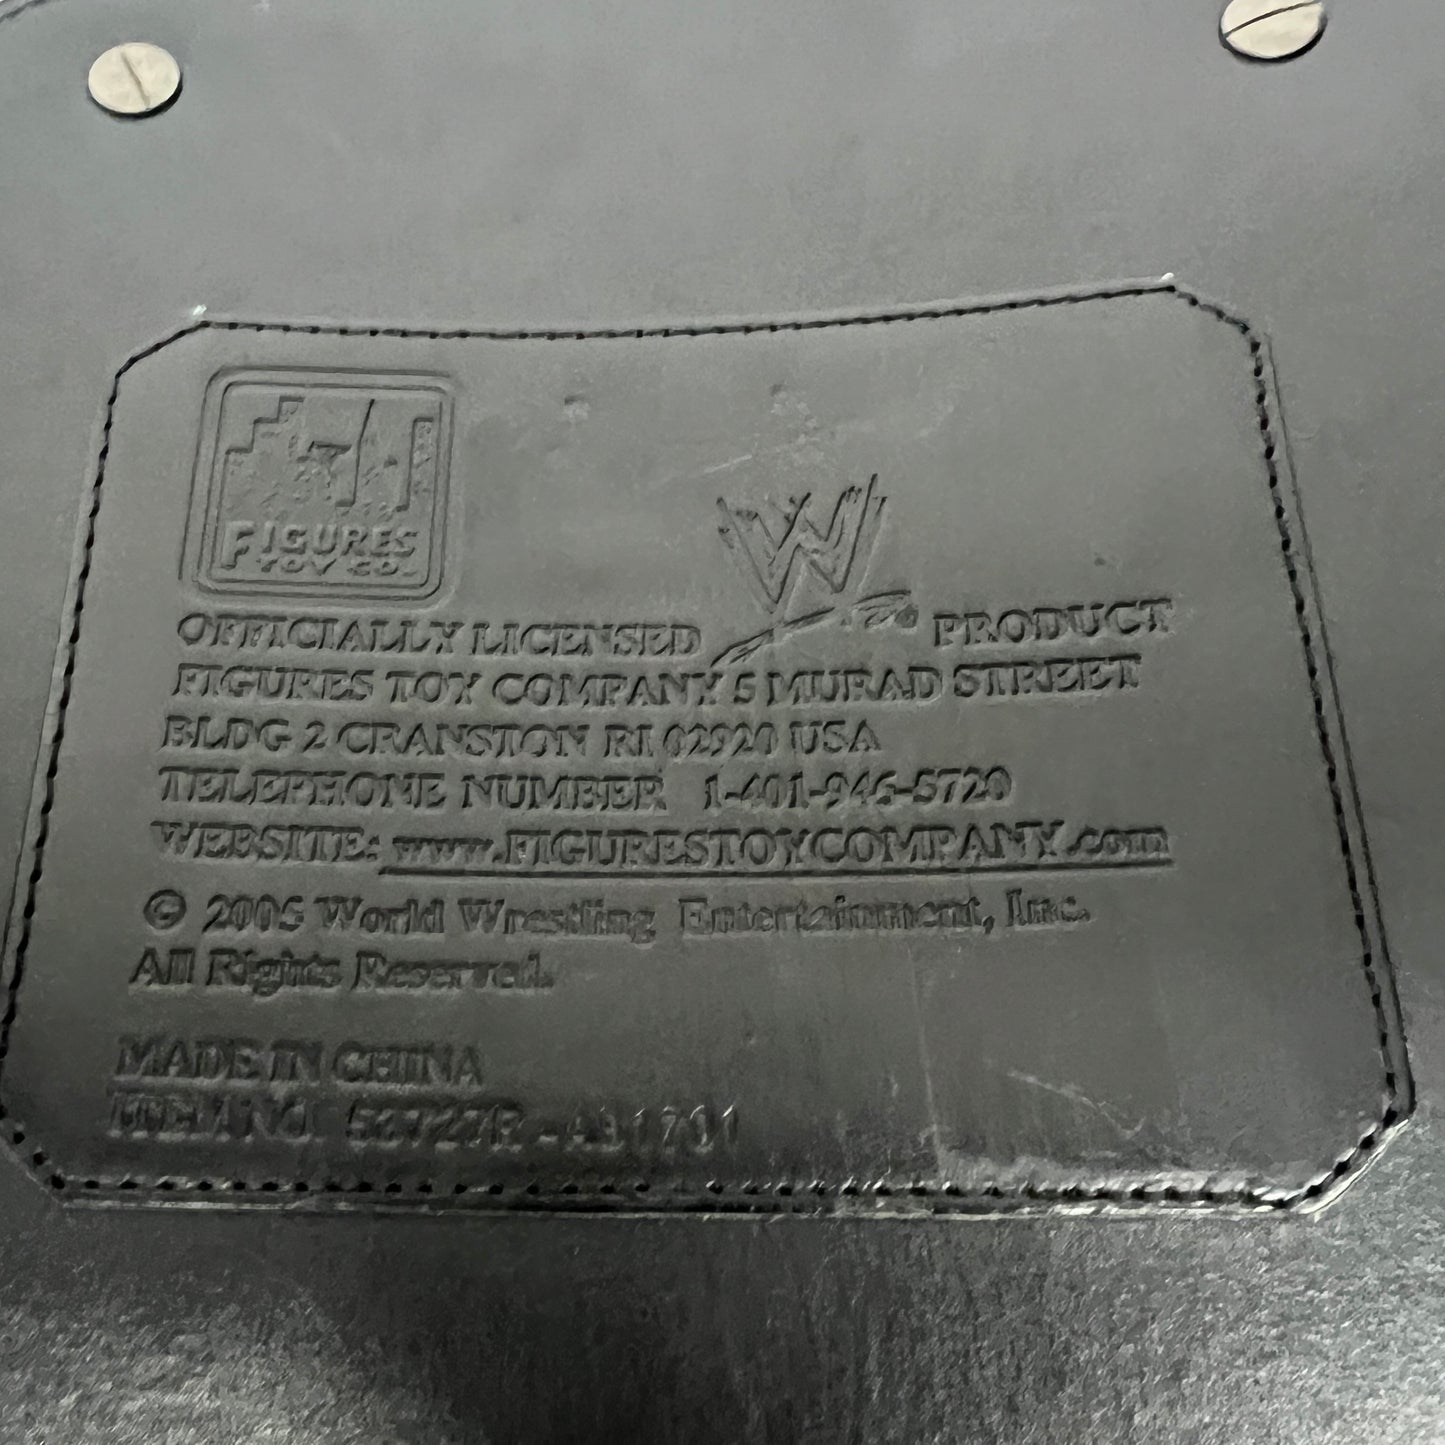 FIGURES
TOY CO.
W
OFFICIALLY LICENSED PRODUCT
FIGURES TOY COMPANY 5 MURAD STREET
BLDG 2 CRANSTON RI 02920 USA
TELEPHONE NUMBER 1-401-946-5720
WEBSITE: www.FIGURESTOYCOMPANY.com
© 2005 World Wrestling Entertainment, Inc.
All Rights Reserved.
MADE IN CHINA
ITEM NO.